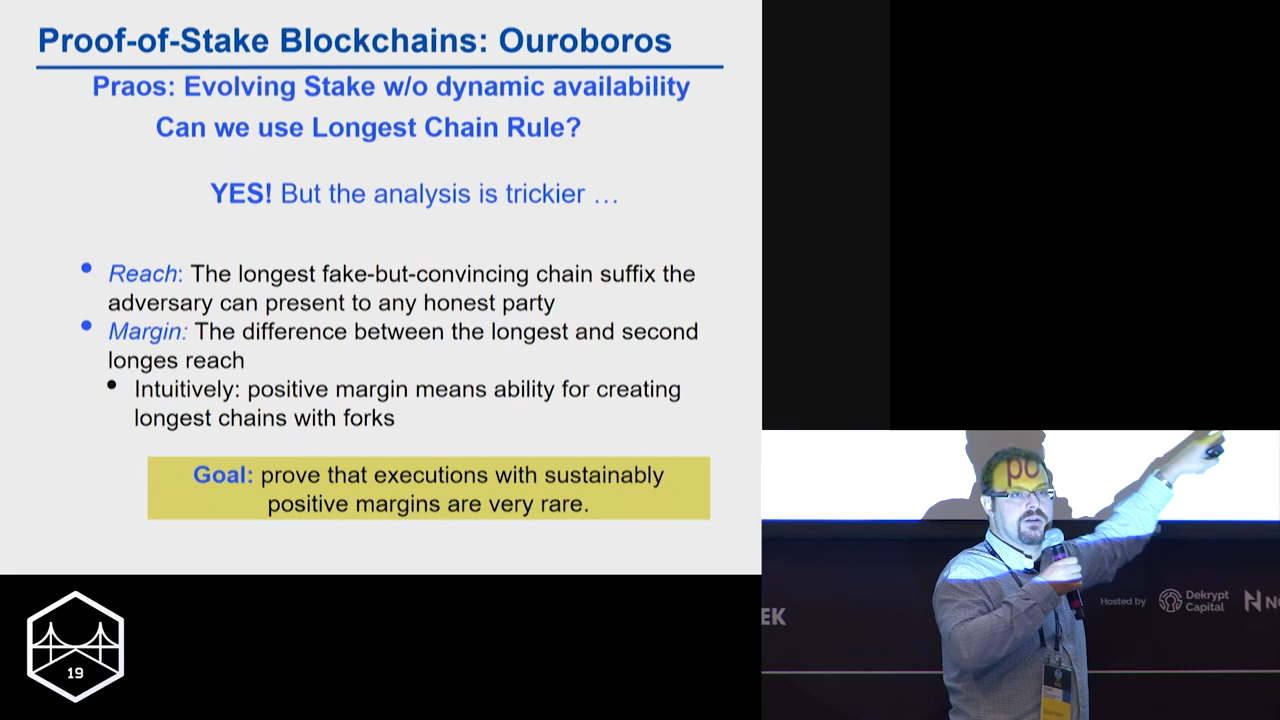 Proof-of-Stake Blockchains: Ouroboros
Praos: Evolving Stake w/o dynamic availability
Can we use Longest Chain Rule?
YES! But the analysis is trickier …
• Reach: The longest fake-but-convincing chain suffix the
adversary can present to any honest party
• Margin: The difference between the longest and second
longes reach
• Intuitively: positive margin means ability for creating
longest chains with forks
Goal: prove that executions with sustainably
positive margins are very rare.
19
po
EK
Hosted by
Dekrypt
Capital